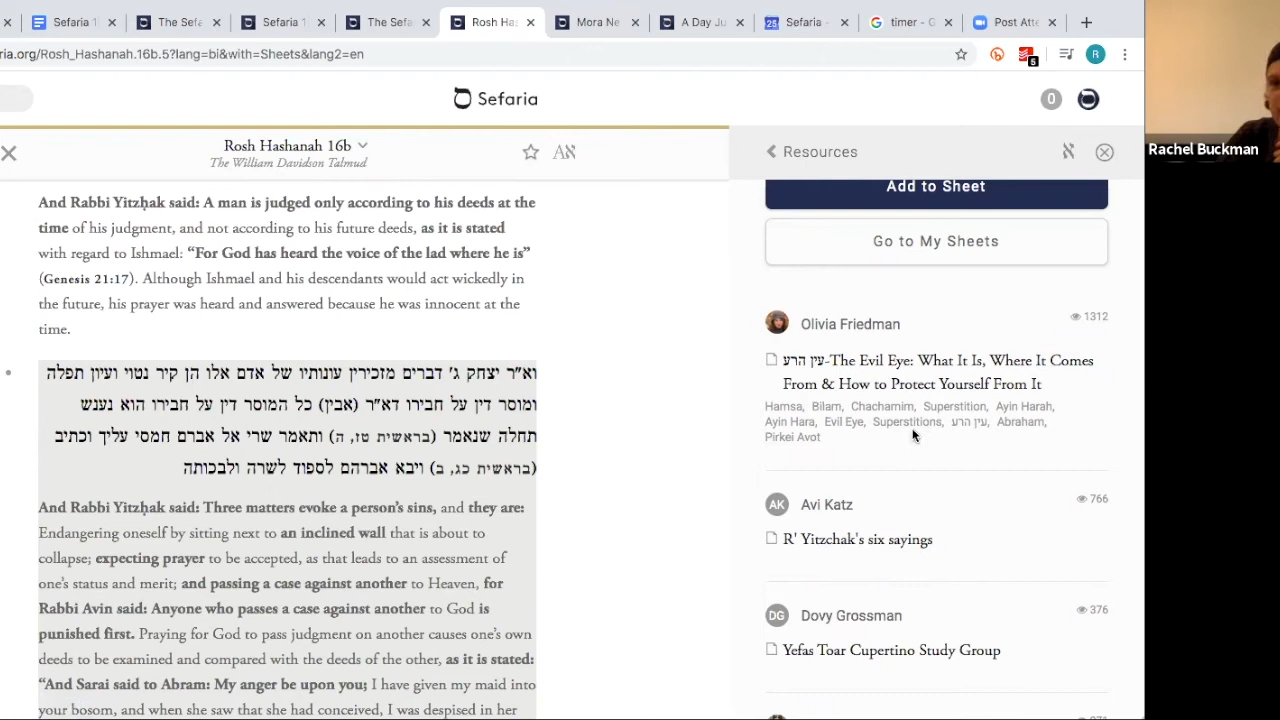 Sefaria 1
The Sefa
Sefaria 1
The Sefa
Rosh Has
Mora Ne
A Day Ju
Sefaria -
timer - G
Post Atte
ria.org/Rosh_Hashanah.16b.5?lang=bi&with=Sheets&lang2=en
5
R
Sefaria
0
Rosh Hashanah 16b
The William Davidson Talmud
And Rabbi Yitzḥak said: A man is judged only according to his deeds at the
time of his judgment, and not according to his future deeds, as it is stated
with regard to Ishmael: “For God has heard the voice of the lad where he is”
(Genesis 21:17). Although Ishmael and his descendants would act wickedly in
the future, his prayer was heard and answered because he was innocent at the
time.
וא״ר יצחק ג׳ דברים מזכירין עונותיו של אדם אלו הן קיר נטוי ועיון תפלה
ומוסר דין על חבירו דא״ר (אבין) כל המוסר דין על חבירו הוא נענש
תחלה שנאמר (בראשית טז, ה) ותאמר שרי אל אברם חמסי עליך וכתיב
(בראשית כג, ב) ויבא אברהם לספוד לשרה ולבכותה
And Rabbi Yitzḥak said: Three matters evoke a person’s sins, and they are:
Endangering oneself by sitting next to an inclined wall that is about to
collapse; expecting prayer to be accepted, as that leads to an assessment of
one’s status and merit; and passing a case against another to Heaven, for
Rabbi Avin said: Anyone who passes a case against another to God is
punished first. Praying for God to pass judgment on another causes one’s own
deeds to be examined and compared with the deeds of the other, as it is stated:
“And Sarai said to Abram: My anger be upon you; I have given my maid into
your bosom, and when she saw that she had conceived, I was despised in her
Resources
Add to Sheet
Go to My Sheets
Olivia Friedman
1312
עין הרע-The Evil Eye: What It Is, Where It Comes
From & How to Protect Yourself From It
Hamsa, Bilam, Chachamim, Superstition, Ayin Harah,
Ayin Hara, Evil Eye, Superstitions, עין הרע, Abraham,
Pirkei Avot
AK
Avi Katz
766
R' Yitzchak's six sayings
DG
Dovy Grossman
376
Yefas Toar Cupertino Study Group
Rachel Buckman